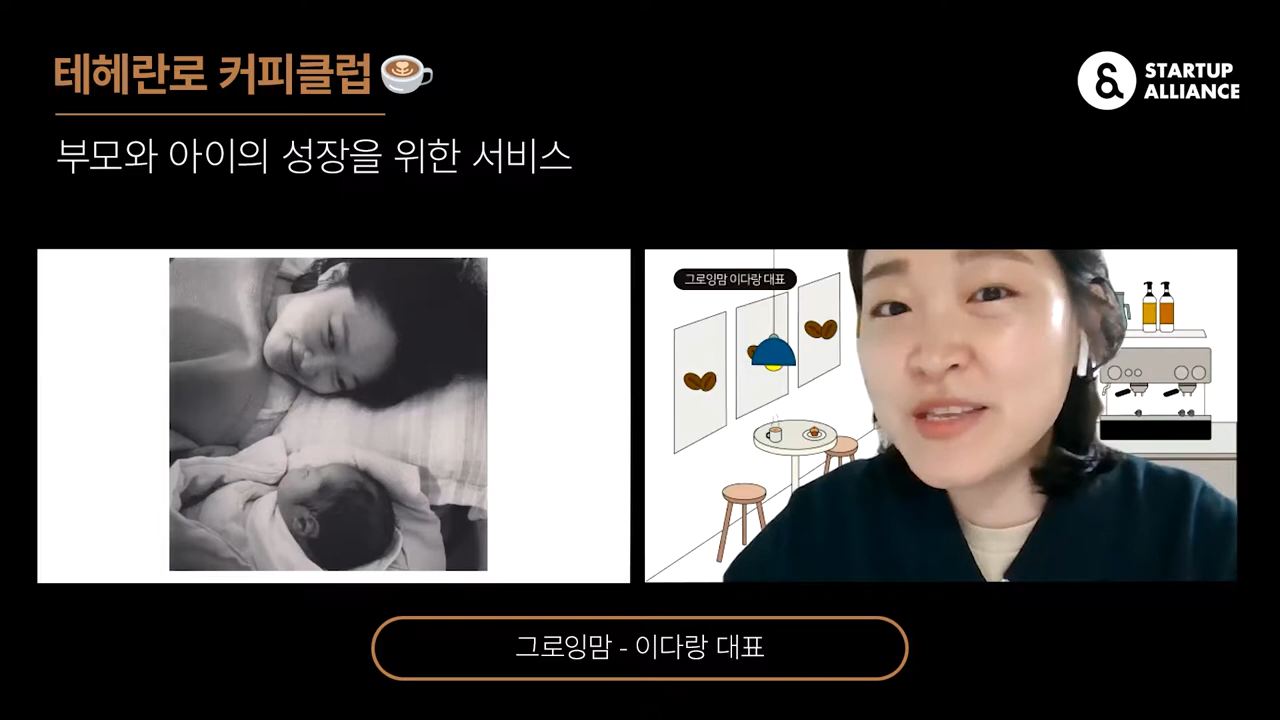 테헤란로 커피클럽
STARTUP
ALLIANCE
부모와 아이의 성장을 위한 서비스
그로잉맘 이다랑 대표
그로잉맘 - 이다랑 대표